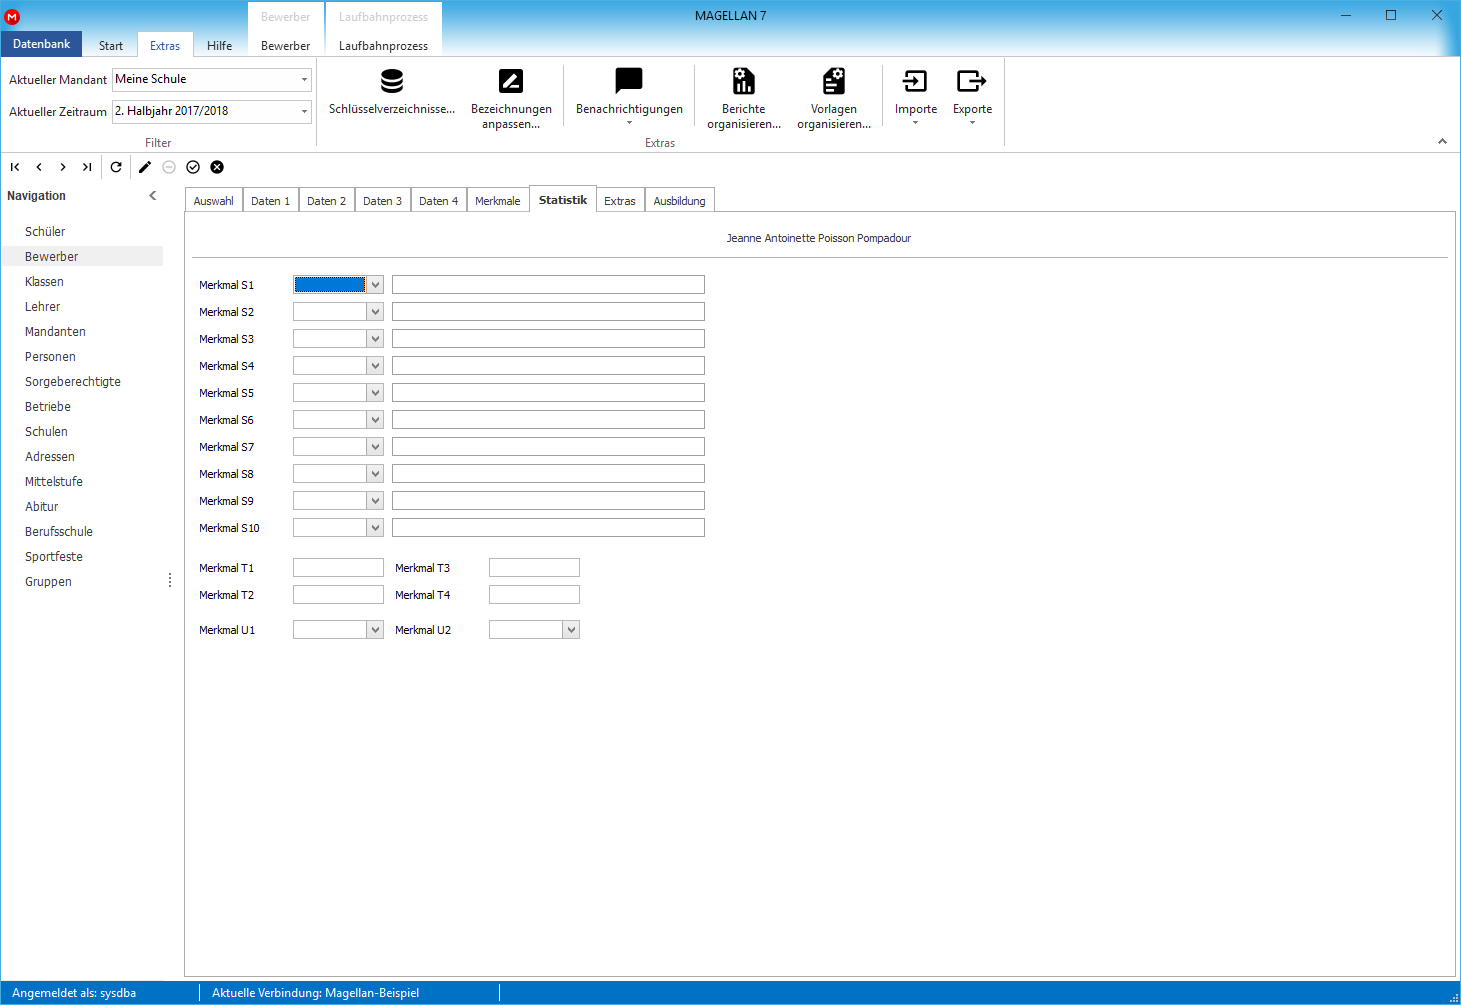 M
MAGELLAN 7
Bewerber
Laufbahnprozess
Datenbank
Start
Extras
Hilfe
Bewerber
Laufbahnprozess
Aktueller Mandant
Meine Schule
Aktueller Zeitraum
2. Halbjahr 2017/2018
Filter
Schlüsselverzeichnisse...
Bezeichnungen
anpassen...
Benachrichtigungen
Berichte
organisieren...
Vorlagen
organisieren...
Importe
Exporte
Extras
Navigation
Schüler
Bewerber
Klassen
Lehrer
Mandanten
Personen
Sorgeberechtigte
Betriebe
Schulen
Adressen
Mittelstufe
Abitur
Berufsschule
Sportfeste
Gruppen
Auswahl
Daten 1
Daten 2
Daten 3
Daten 4
Merkmale
Statistik
Extras
Ausbildung
Jeanne Antoinette Poisson Pompadour
Merkmal S1
Merkmal S2
Merkmal S3
Merkmal S4
Merkmal S5
Merkmal S6
Merkmal S7
Merkmal S8
Merkmal S9
Merkmal S10
Merkmal T1
Merkmal T3
Merkmal T2
Merkmal T4
Merkmal U1
Merkmal U2
Angemeldet als: sysdba
Aktuelle Verbindung: Magellan-Beispiel